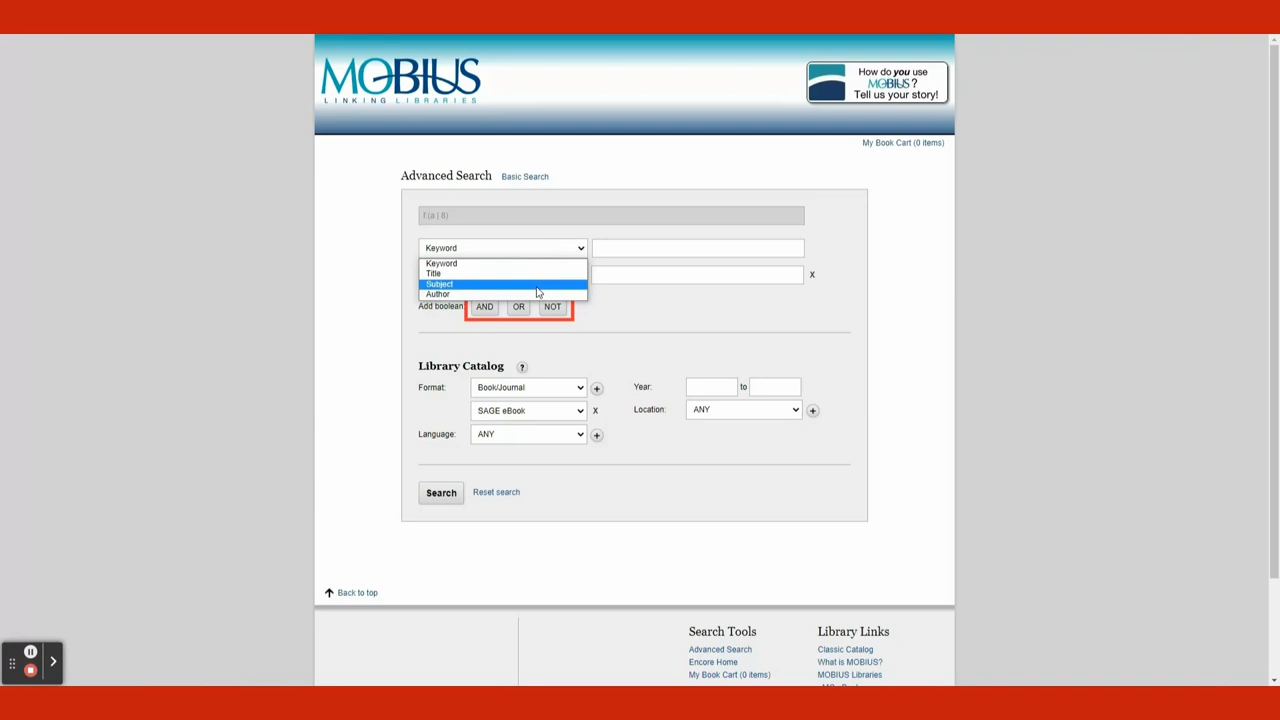 MOBIUS
LINKING LIBRARIES
How do you use
MOBIUS?
Tell us your story!
My Book Cart (0 items)
Advanced Search Basic Search
f:(a | 6)
Keyword
Keyword
Title
Subject
Author
X
Add boolean AND OR NOT
Library Catalog ?
Format: Book/Journal Year: to
SAGE eBook X Location: ANY
Language: ANY
Search Reset search
Back to top
Search Tools Library Links
Advanced Search Classic Catalog
Encore Home What is MOBIUS?
My Book Cart (0 items) MOBIUS Libraries